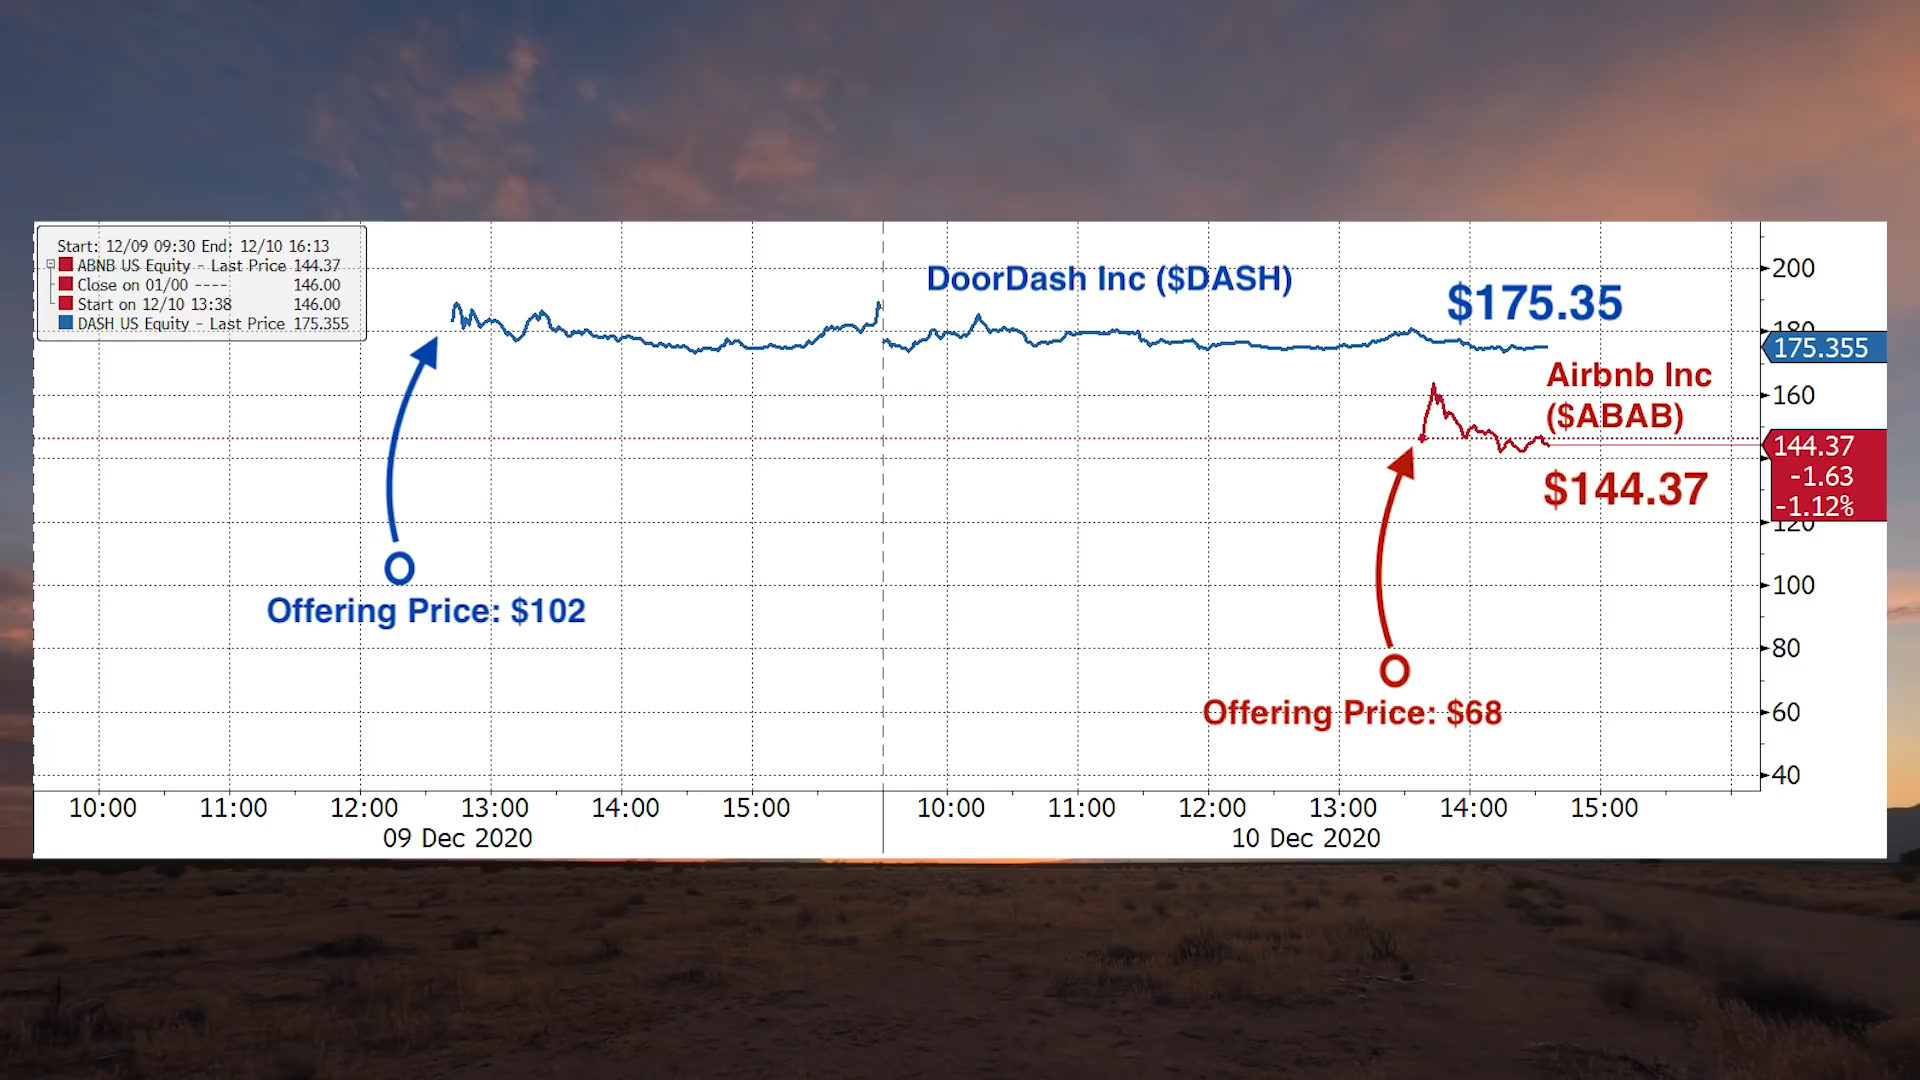 Start: 12/09 09:30 End: 12/10 16:13
ABNB US Equity - Last Price 144.37
Close on 01/00 ---- 146.00
Start on 12/10 13:38 146.00
DASH US Equity - Last Price 175.355
DoorDash Inc ($DASH)
$175.35
Airbnb Inc
($ABAB)
$144.37
Offering Price: $102
Offering Price: $68
200
180
175.355
160
144.37
-1.63
-1.12%
120
100
80
60
40
10:00 11:00 12:00 13:00 14:00 15:00 10:00 11:00 12:00 13:00 14:00 15:00
09 Dec 2020 10 Dec 2020